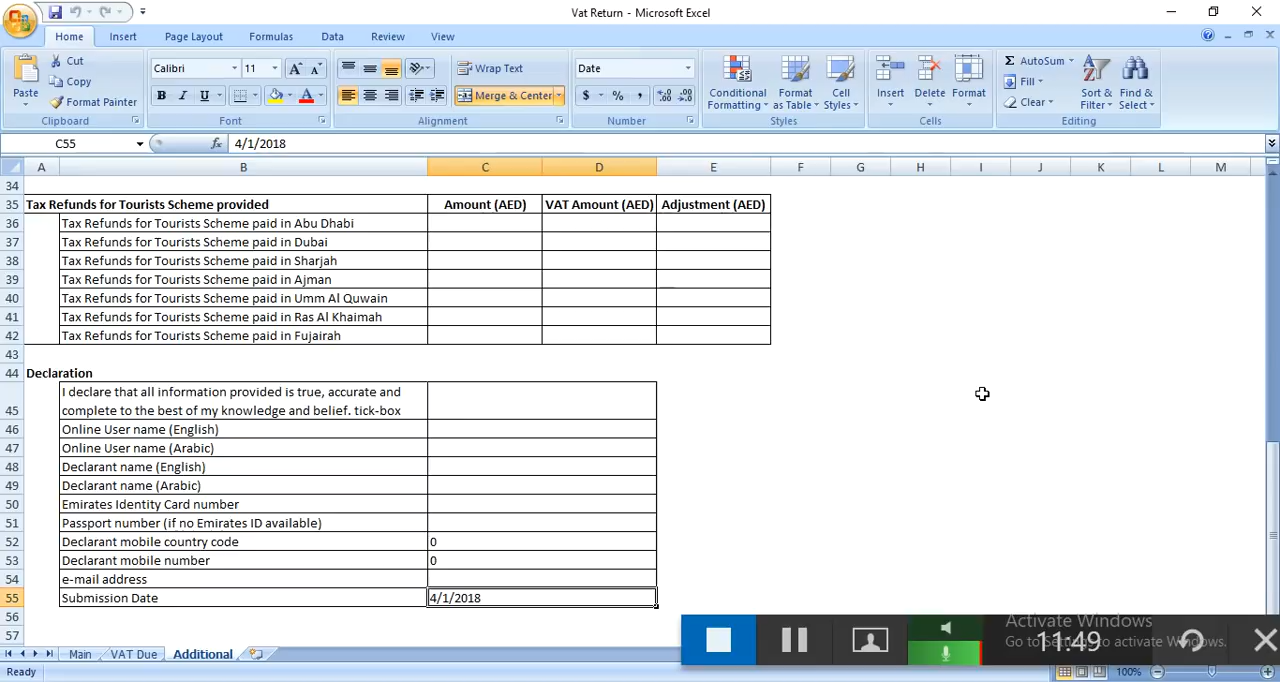 Vat Return - Microsoft Excel
Home Insert Page Layout Formulas Data Review View
Paste Cut Copy Format Painter Clipboard
Calibri 11 A A B I U A Font
Wrap Text Merge & Center Alignment
Date $ % , .0 .00 .00 .0 Number
Conditional Formatting Format as Table Cell Styles Styles
Insert Delete Format Cells
Σ AutoSum Fill Clear Sort & Filter Find & Select Editing
C55 fx 4/1/2018
A B C D E F G H I J K L M
34
35 Tax Refunds for Tourists Scheme provided Amount (AED) VAT Amount (AED) Adjustment (AED)
36 Tax Refunds for Tourists Scheme paid in Abu Dhabi
37 Tax Refunds for Tourists Scheme paid in Dubai
38 Tax Refunds for Tourists Scheme paid in Sharjah
39 Tax Refunds for Tourists Scheme paid in Ajman
40 Tax Refunds for Tourists Scheme paid in Umm Al Quwain
41 Tax Refunds for Tourists Scheme paid in Ras Al Khaimah
42 Tax Refunds for Tourists Scheme paid in Fujairah
43
44 Declaration
I declare that all information provided is true, accurate and
45 complete to the best of my knowledge and belief. tick-box
46 Online User name (English)
47 Online User name (Arabic)
48 Declarant name (English)
49 Declarant name (Arabic)
50 Emirates Identity Card number
51 Passport number (if no Emirates ID available)
52 Declarant mobile country code 0
53 Declarant mobile number 0
54 e-mail address
55 Submission Date 4/1/2018
56
57
Activate Windows
Go to Settings to activate Windows.
11:49
Main VAT Due Additional
Ready 100%